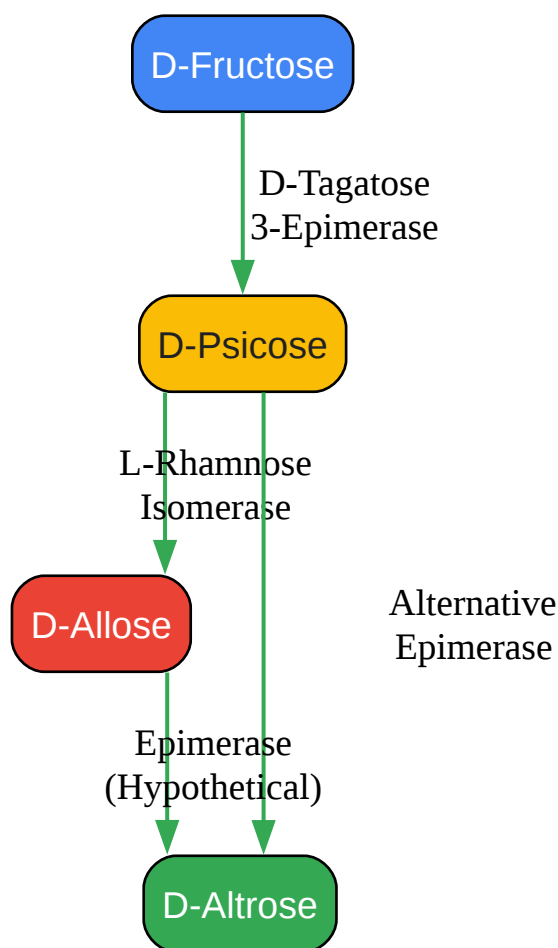 D-Fructose
D-Tagatose
3-Epimerase
D-Psicose
L-Rhamnose
Isomerase
D-Allose
Alternative
Epimerase
Epimerase
(Hypothetical)
D-Altrose